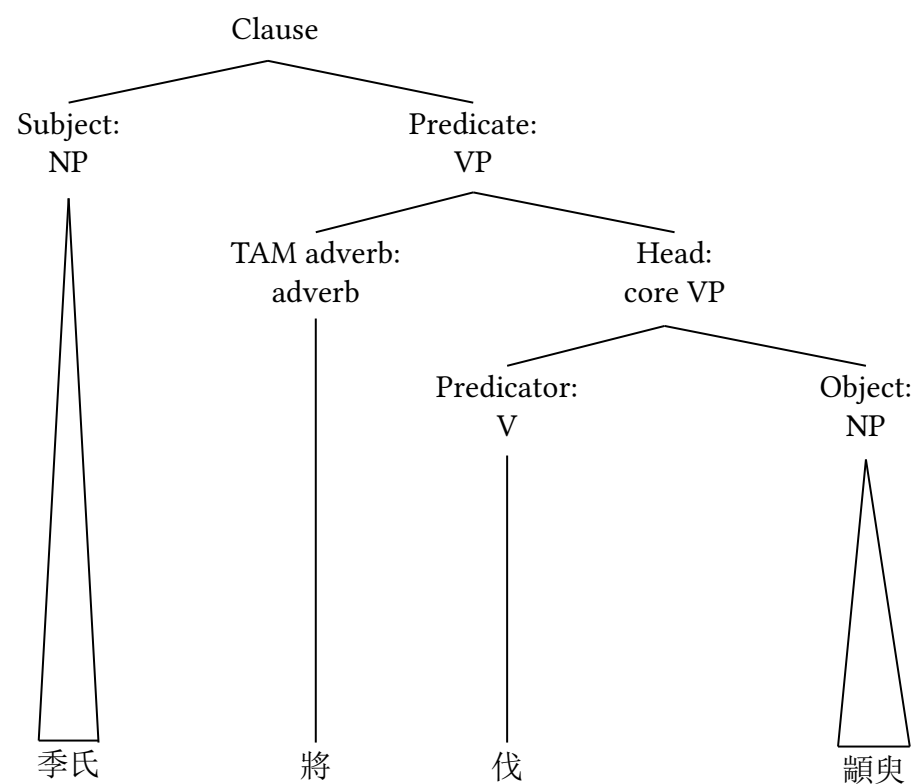 Clause
Subject:
NP
Predicate:
VP
TAM adverb:
adverb
Head:
core VP
Predicator:
V
Object:
NP
季氏
將
伐
顓臾